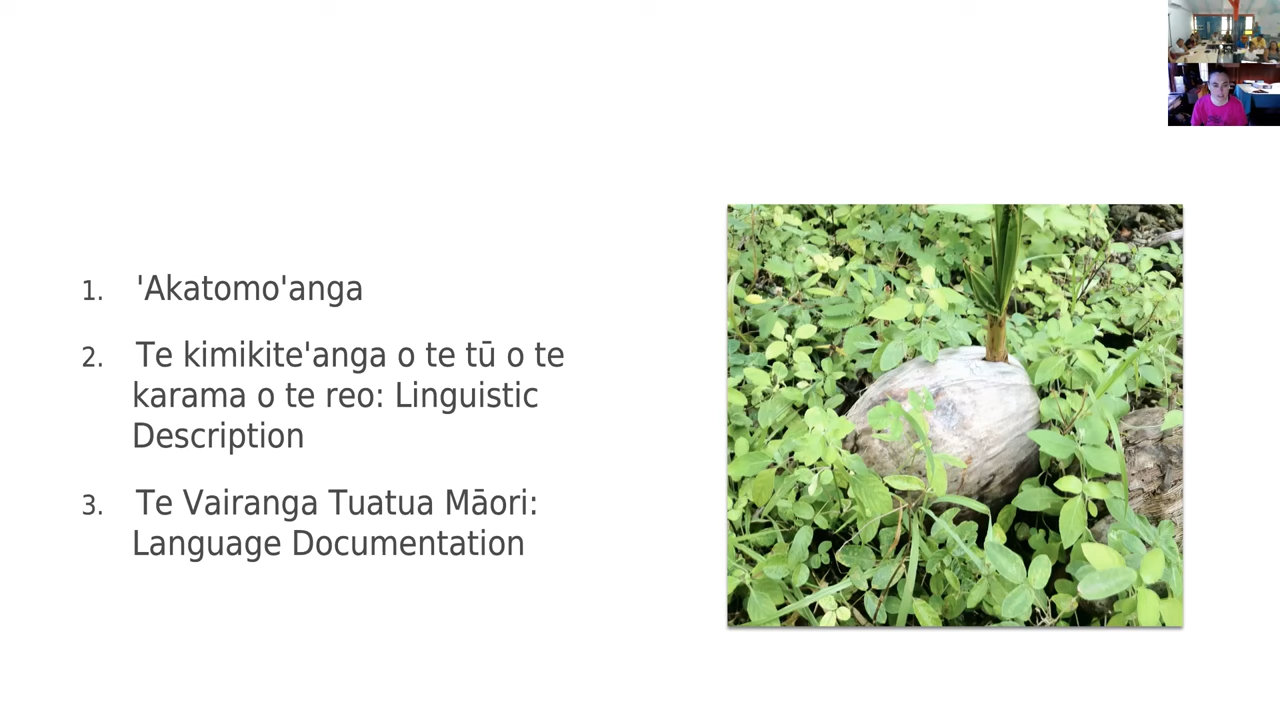 1. 'Akatomo'anga
2. Te kimikite'anga o te tū o te
karama o te reo: Linguistic
Description
3. Te Vairanga Tuatua Māori:
Language Documentation